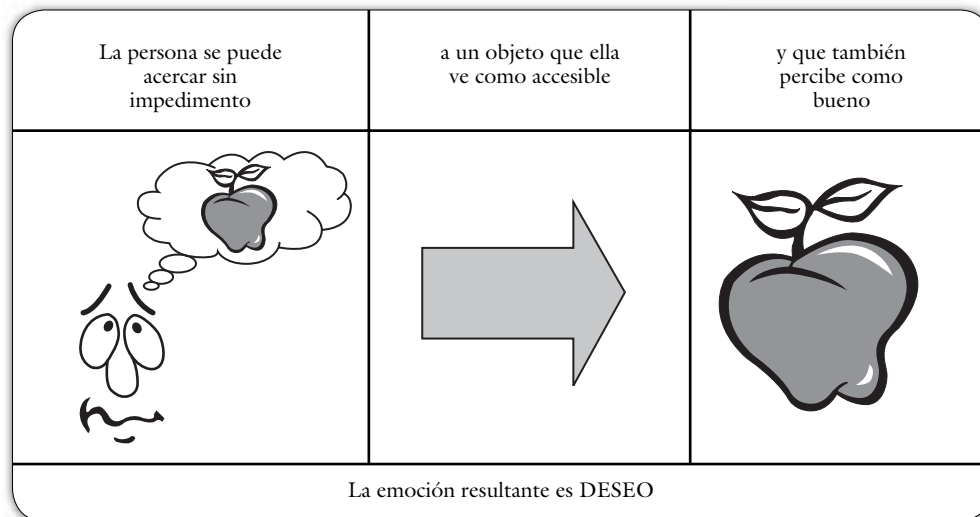 La persona se puede
acercar sin
impedimento
a un objeto que ella
ve como accesible
y que también
percibe como
bueno
La emoción resultante es DESEO